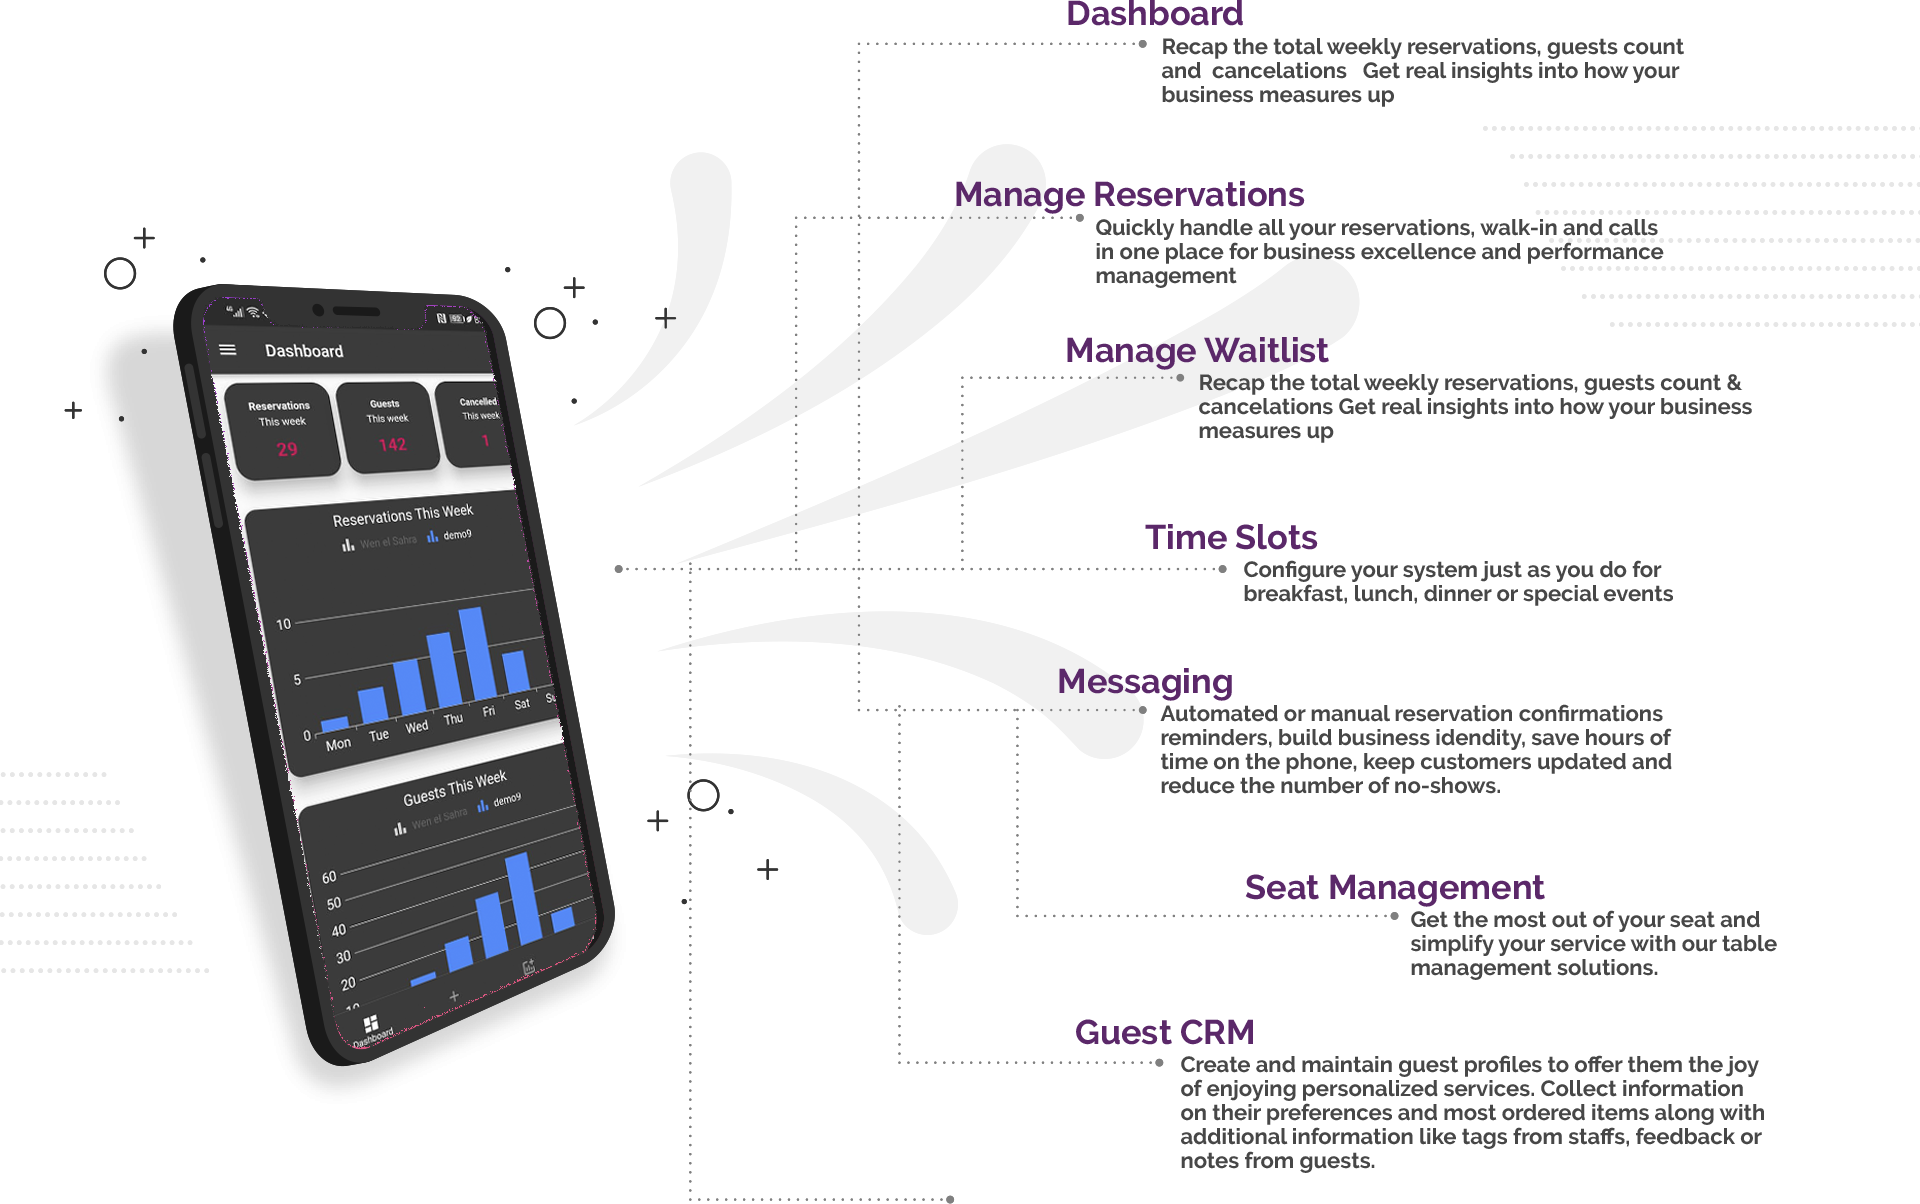 Dashboard
Recap the total weekly reservations, guests count
and cancelations Get real insights into how your
business measures up
Manage Reservations
Quickly handle all your reservations, walk-in and calls
in one place for business excellence and performance
management
Manage Waitlist
Recap the total weekly reservations, guests count &
cancelations Get real insights into how your business
measures up
Time Slots
Configure your system just as you do for
breakfast, lunch, dinner or special events
Messaging
Automated or manual reservation confirmations
reminders, build business idendity, save hours of
time on the phone, keep customers updated and
reduce the number of no-shows.
Seat Management
Get the most out of your seat and
simplify your service with our table
management solutions.
Guest CRM
Create and maintain guest profiles to offer them the joy
of enjoying personalized services. Collect information
on their preferences and most ordered items along with
additional information like tags from staffs, feedback or
notes from guests.
Dashboard
Reservations
This week
29
Guests
This week
142
Cancelled
This week
1
Reservations This Week
Wen el Sahra demo9
10
5
0
Mon Tue Wed Thu Fri Sat
Guests This Week
Wen el Sahra demo9
60
50
40
30
20
10
Dashboard